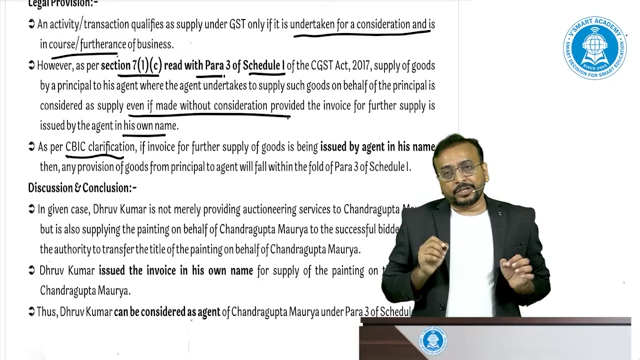 Legal Provision:-
➲ An activity/transaction qualifies as supply under GST only if it is undertaken for a consideration and is
in course/furtherance of business.
➲ However, as per section 7(1)(c) read with Para 3 of Schedule I of the CGST Act, 2017, supply of goods
by a principal to his agent where the agent undertakes to supply such goods on behalf of the principal is
considered as supply even if made without consideration provided the invoice for further supply is
issued by the agent in his own name.
➲ As per CBIC clarification, if invoice for further supply of goods is being issued by agent in his name
then, any provision of goods from principal to agent will fall within the fold of Para 3 of Schedule I.
Discussion & Conclusion:-
➲ In given case, Dhruv Kumar is not merely providing auctioneering services to Chandragupta
but is also supplying the painting on behalf of Chandragupta Maurya to the successful
the authority to transfer the title of the painting on behalf of Chandragupta Maurya.
➲ Dhruv Kumar issued the invoice in his own name for supply of the painting on
Chandragupta Maurya.
➲ Thus, Dhruv Kumar can be considered as agent of Chandragupta Maurya under Para 3 of
V SMART ACADEMY